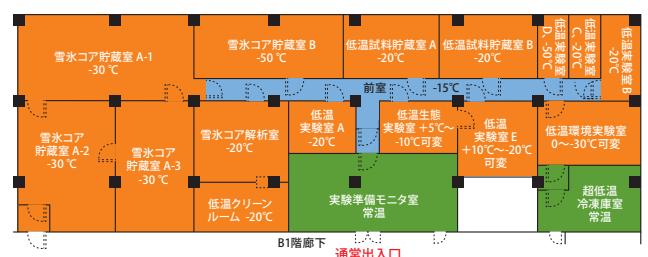 雪氷コア貯蔵室 A-1
-30 ℃
雪氷コア貯蔵室 B
-50 ℃
低温試料貯蔵室 A
-20℃
低温試料貯蔵室 B
-20℃
低温実験室
D、-50℃
低温実験室
C、-20℃
低温実験室 B
-20℃
前室 -15℃
雪氷コア
貯蔵室 A-2
-30 ℃
雪氷コア
貯蔵室 A-3
-30 ℃
雪氷コア解析室
-20℃
低温
実験室 A
-20℃
低温生態
実験室 +5℃〜
-10℃可変
低温
実験室 E
+10℃〜-20℃
可変
低温環境実験室
0〜-30℃可変
低温クリーン
ルーム -20℃
実験準備モニタ室
常温
超低温
冷凍庫室
常温
B1階廊下
通常出入口